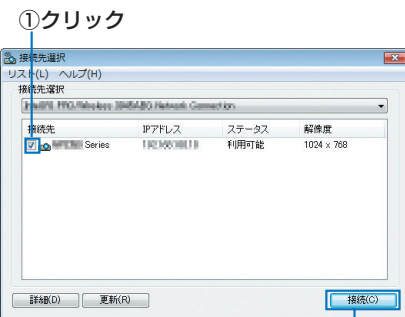 ①クリック
接続先選択
リスト(L) ヘルプ(H)
接続先選択
接続先 IPアドレス ステータス 解像度
Series 利用可能 1024 x 768
詳細(D) 更新(R) 接続(C)